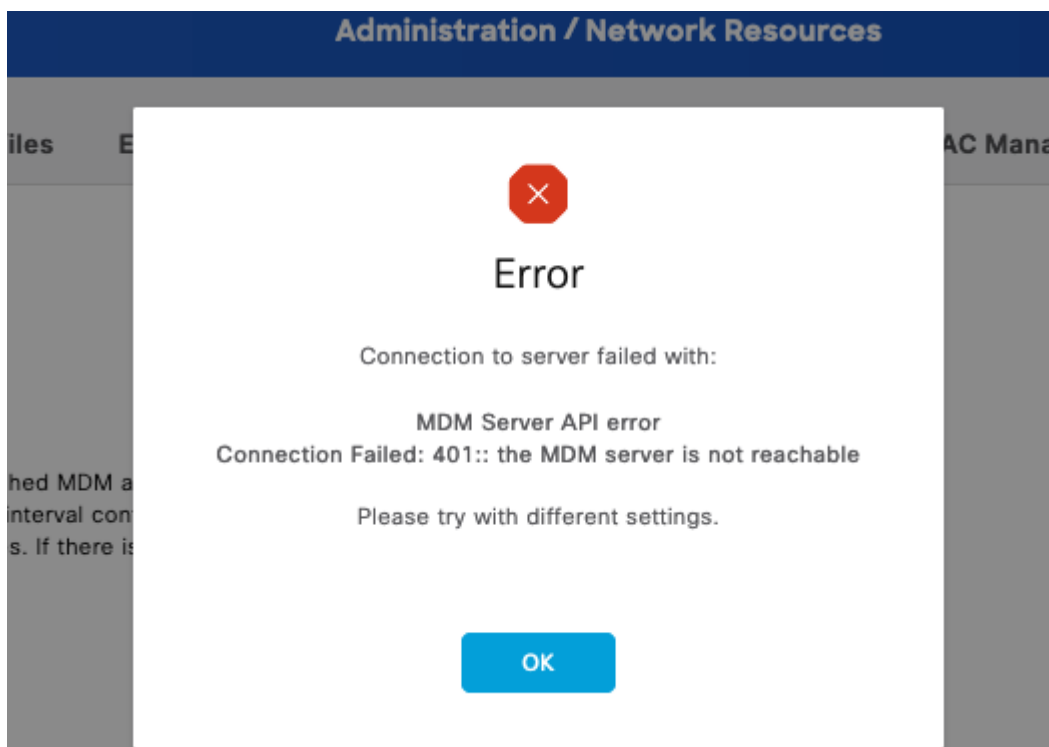 Administration / Network Resources
iles
E
AC Mana
Error
Connection to server failed with:
MDM Server API error
Connection Failed: 401:: the MDM server is not reachable
hed MDM a
interval con
s. If there is
Please try with different settings.
OK